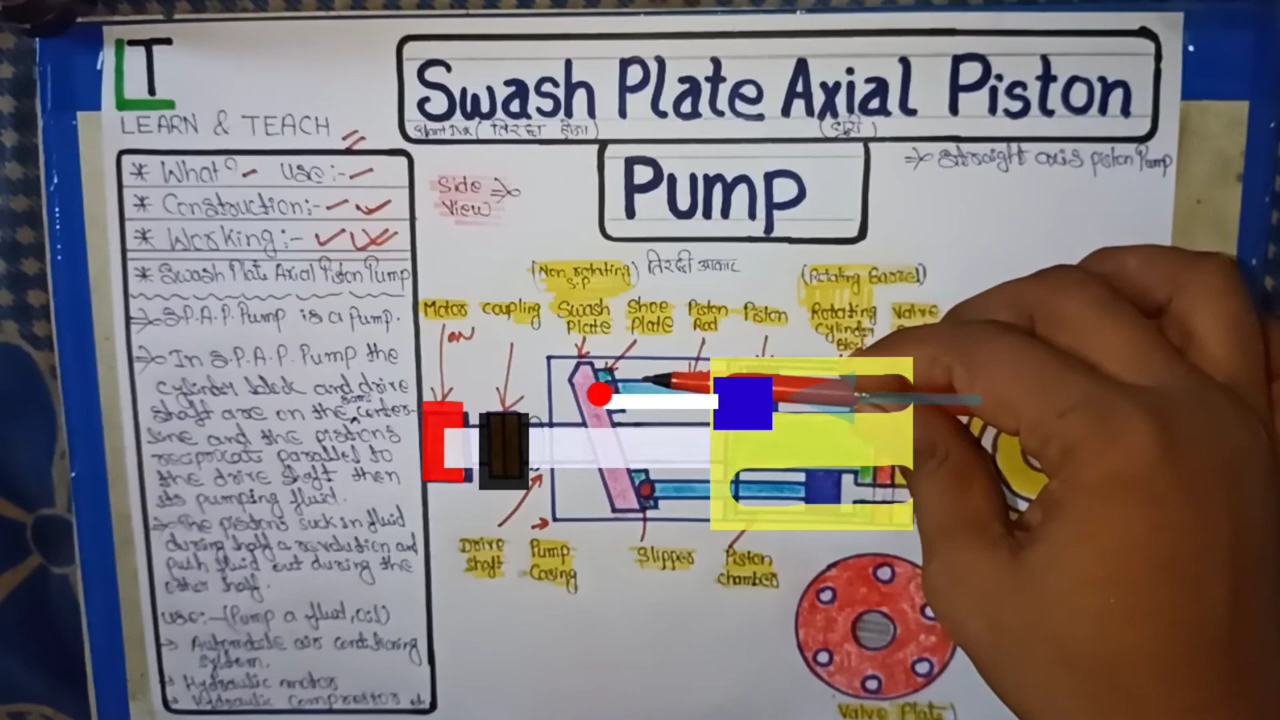 LT
LEARN & TEACH
Swash Plate Axial Piston
( तिरछा होना )
Pump
=> straight axis piston Pump
* What? Use :-
* Construction:-
* Working :-
* Swash Plate Axial Piston Pump
=> S.P.A.P. Pump is a Pump.
=> In S.P.A.P. Pump the
cylinder block and drive
shaft are on the same center-
line and the pistons
reciprocate parallel to
the drive shaft then
its pumping fluid.
=> The pistons suck in fluid
during half a revolution and
push fluid out during the
other half.
use:- (Pump a fluid, oil)
→ Automobile air conditioning
system.
→ Hydraulic motor
→ Hydraulic compressor
Side =>
View
(Non rotating)
S.P
तिरछी आकार
(Rotating Barrel)
Motor
coupling
Swash
Plate
Shoe
Plate
Piston
Rod
Piston
Rotating
Cylinder
Block
Valve
ON
Drive
shaft
Pump
Casing
Slipper
Piston
chamber
Valve Plate)